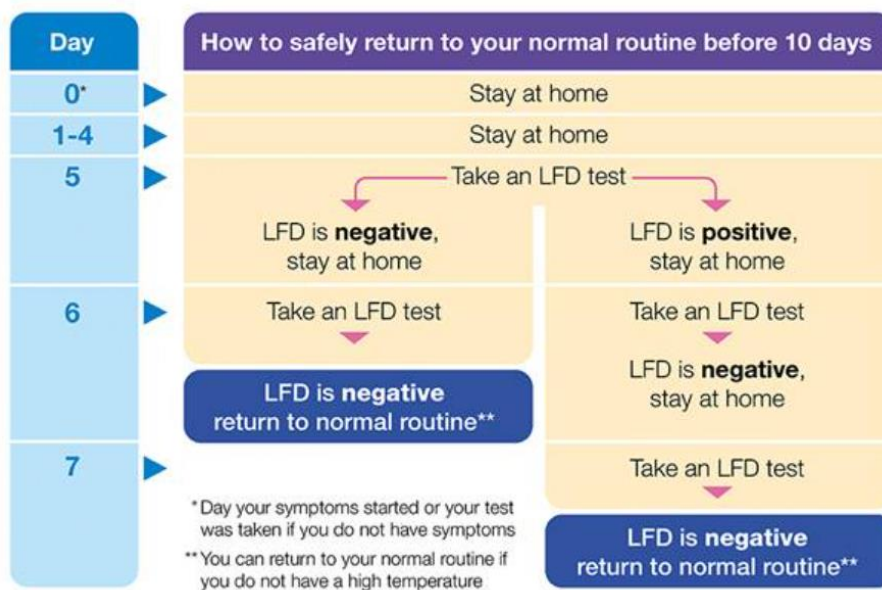 Day
How to safely return to your normal routine before 10 days
0*
Stay at home
1-4
Stay at home
5
Take an LFD test
LFD is negative,
stay at home
LFD is positive,
stay at home
6
Take an LFD test
LFD is negative
return to normal routine**
Take an LFD test
LFD is negative,
stay at home
7
Take an LFD test
LFD is negative
return to normal routine**
* Day your symptoms started or your test
was taken if you do not have symptoms
** You can return to your normal routine if
you do not have a high temperature